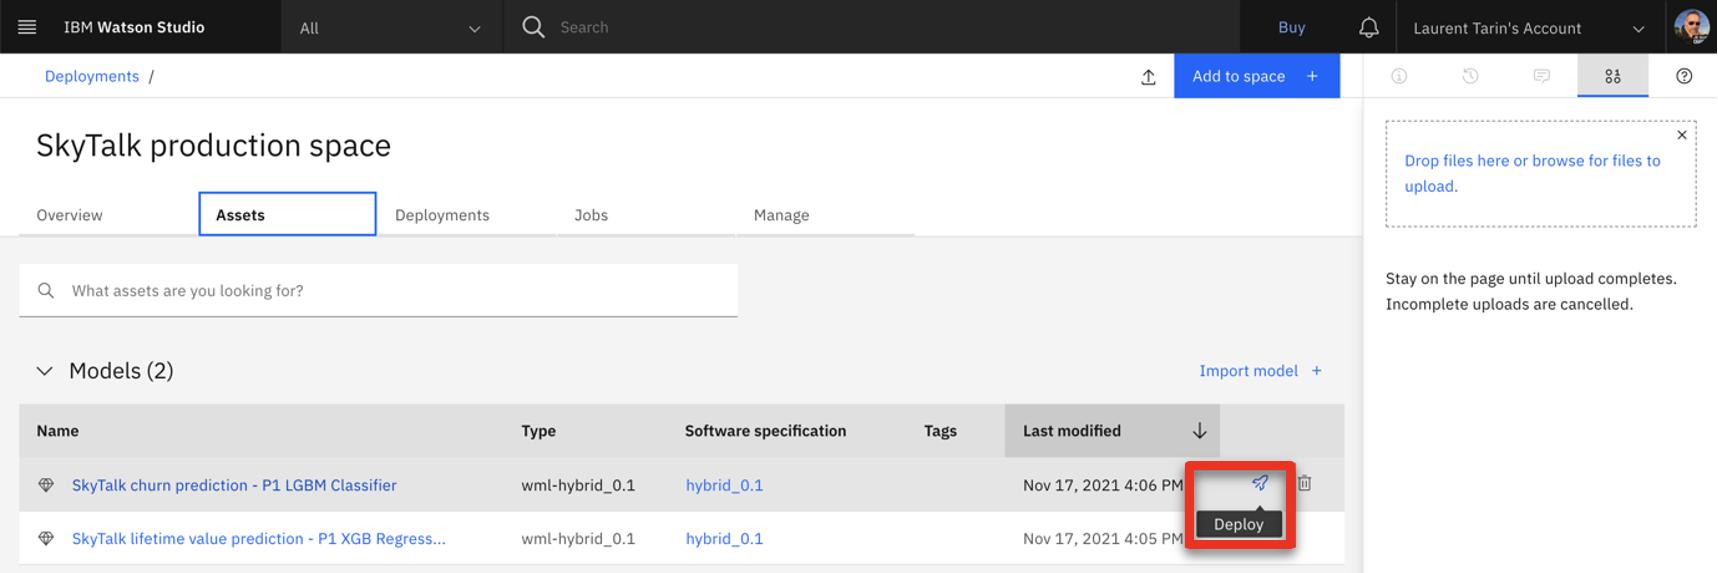 IBM Watson Studio
All
Search
Buy
Laurent Tarin's Account
Deployments /
Add to space +
SkyTalk production space
Overview
Assets
Deployments
Jobs
Manage
What assets are you looking for?
Models (2)
Import model +
Name
Type
Software specification
Tags
Last modified
SkyTalk churn prediction - P1 LGBM Classifier
wml-hybrid_0.1
hybrid_0.1
Nov 17, 2021 4:06 PM
Deploy
SkyTalk lifetime value prediction - P1 XGB Regress...
wml-hybrid_0.1
hybrid_0.1
Nov 17, 2021 4:05 PM
Drop files here or browse for files to
upload.
Stay on the page until upload completes.
Incomplete uploads are cancelled.